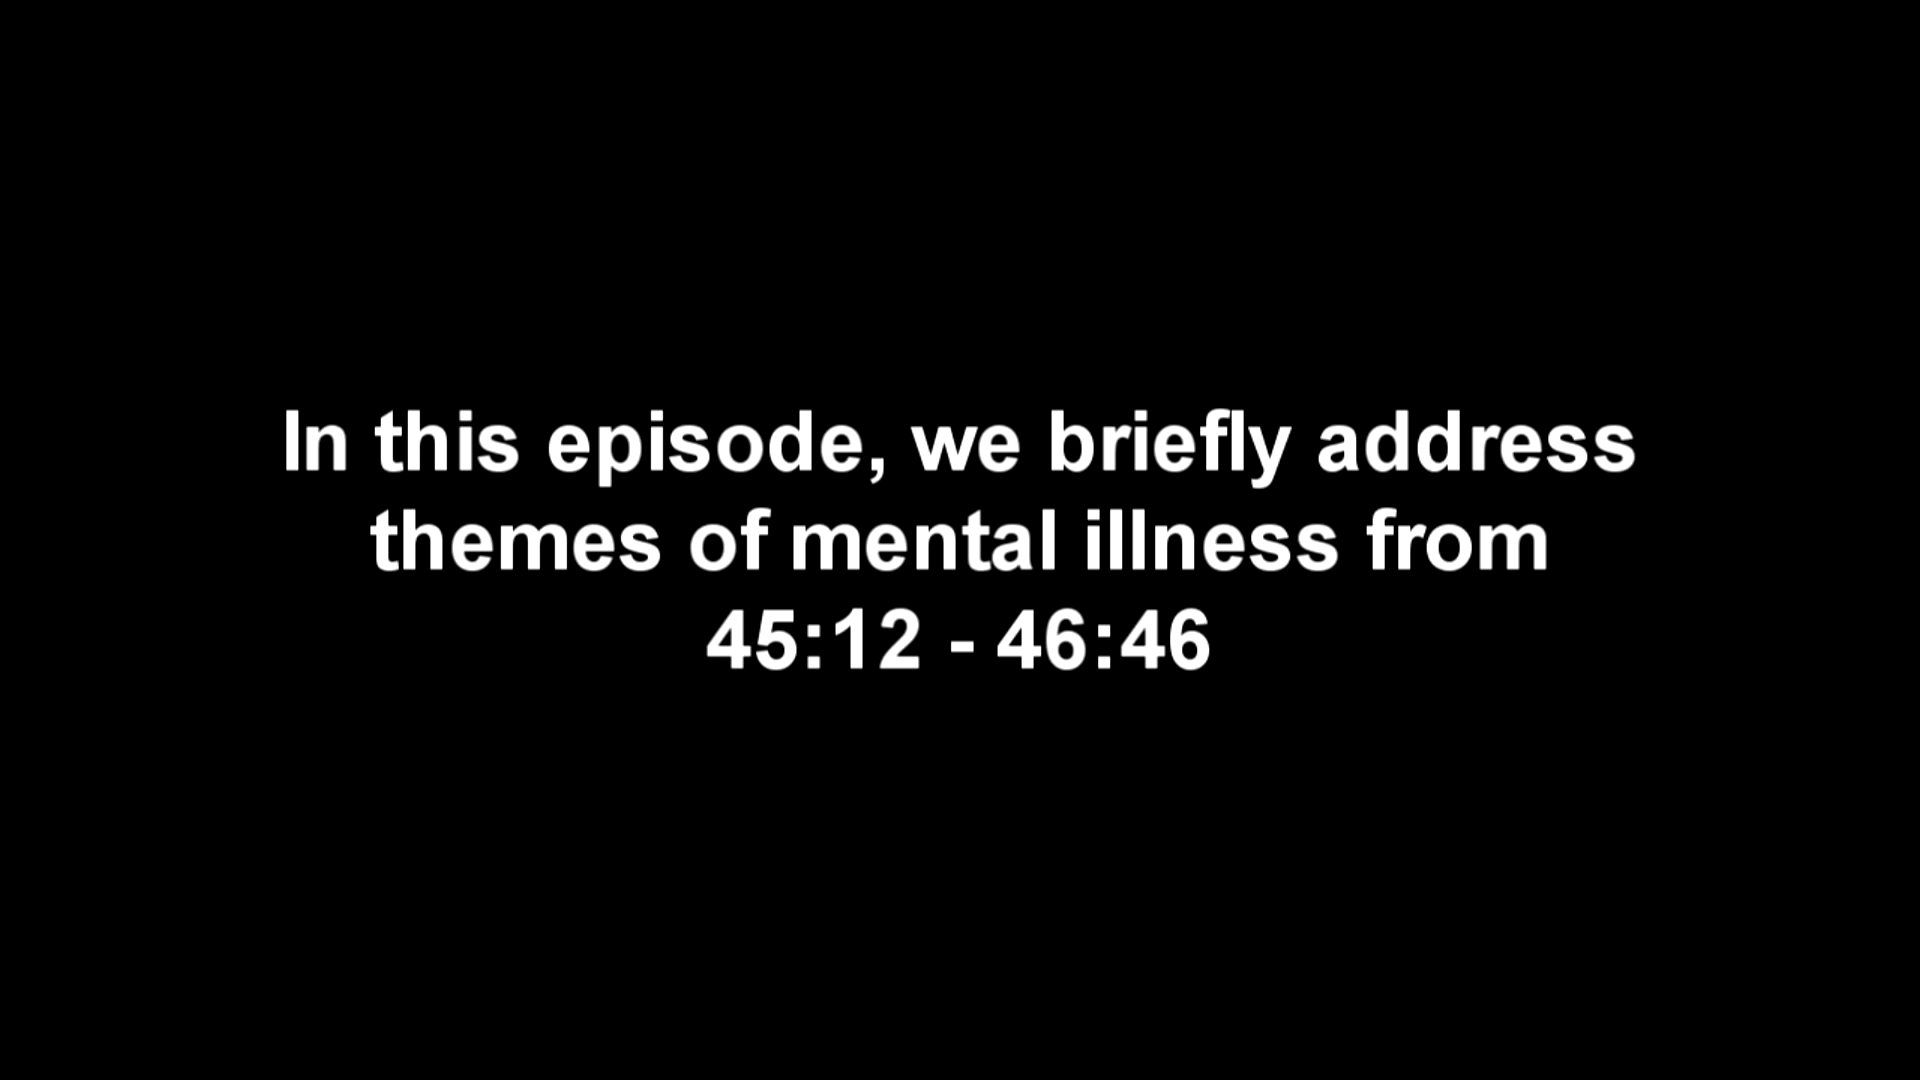 In this episode, we briefly address
themes of mental illness from
45:12 - 46:46